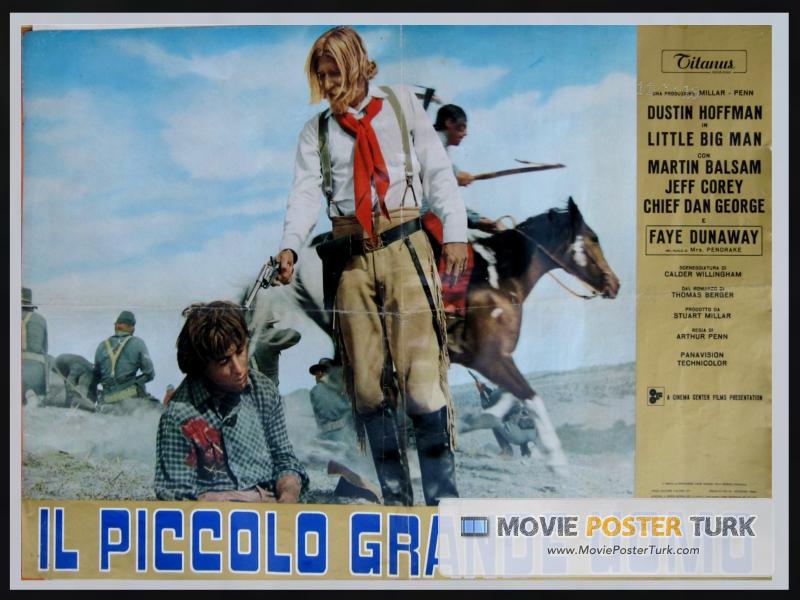 Titanus
UNA PRODUZIONE MILLAR - PENN
DUSTIN HOFFMAN
IN
LITTLE BIG MAN
CON
MARTIN BALSAM
JEFF COREY
CHIEF DAN GEORGE
E
FAYE DUNAWAY
NEL RUOLO DI Mrs. PENDRAKE
SCENEGGIATURA DI
CALDER WILLINGHAM
DAL ROMANZO DI
THOMAS BERGER
PRODOTTO DA
STUART MILLAR
REGIA DI
ARTHUR PENN
PANAVISION
TECHNICOLOR
A CINEMA CENTER FILMS PRESENTATION
IL PICCOLO GRANDE UOMO
MOVIE POSTER TURK
www.MoviePosterTurk.com